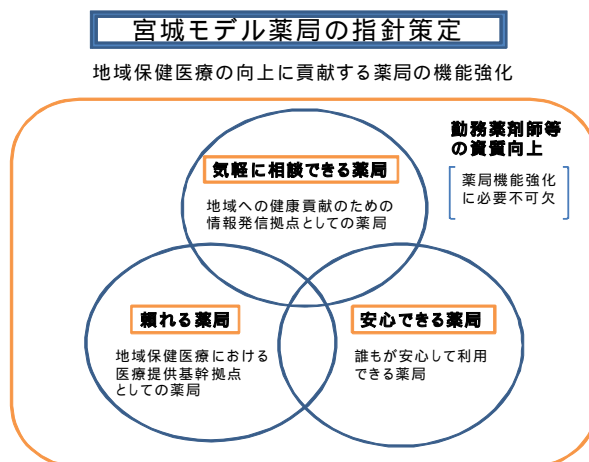 宮城モデル薬局の指針策定
地域保健医療の向上に貢献する薬局の機能強化
勤務薬剤師等
の資質向上
薬局機能強化
に必要不可欠
気軽に相談できる薬局
地域への健康貢献のための
情報発信拠点としての薬局
頼れる薬局
地域保健医療における
医療提供基幹拠点
としての薬局
安心できる薬局
誰もが安心して利用
できる薬局